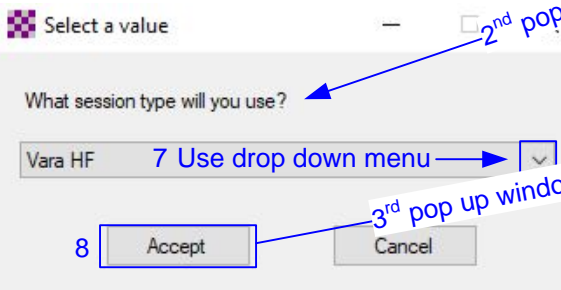 Select a value
2nd pop
What session type will you use?
Vara HF 7 Use drop down menu
3rd pop up windo
8 Accept Cancel